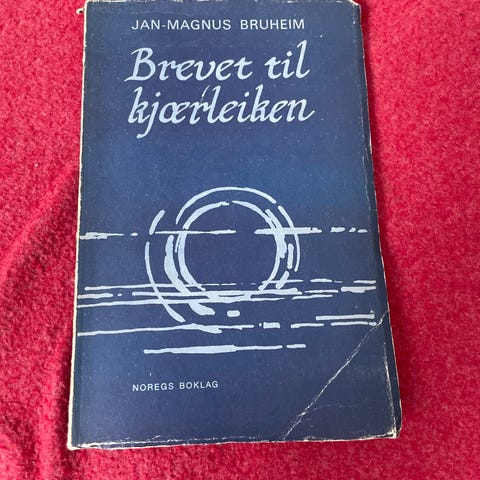 JAN-MAGNUS BRUHEIM
Brevet til
kjærleiken
NOREGS BOKLAG